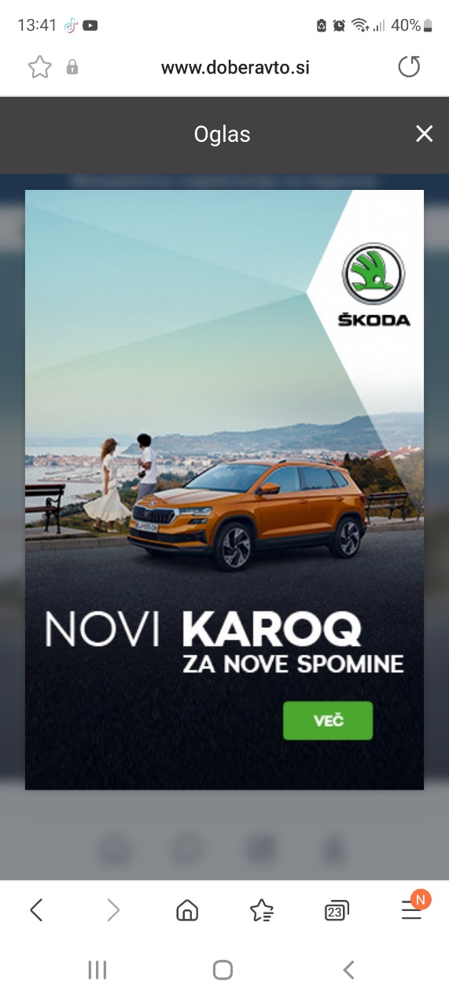 13:41
40%
www.doberavto.si
Oglas
ŠKODA
NOVI KAROQ
ZA NOVE SPOMINE
VEČ
N
23